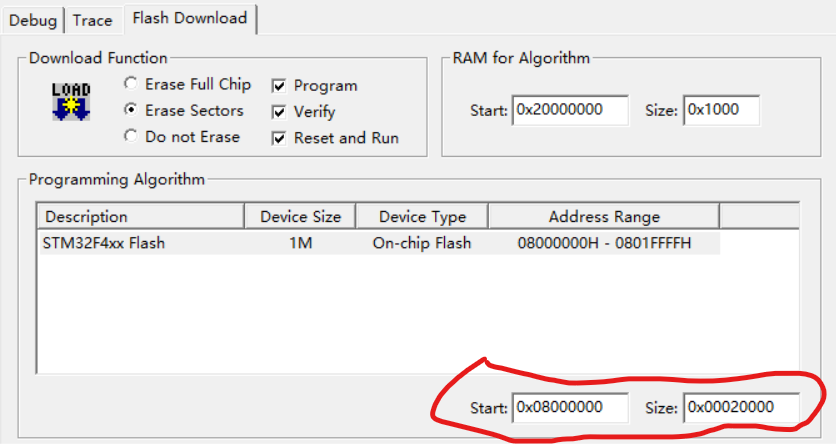 Debug Trace Flash Download
Download Function
LOAD
Erase Full Chip
Erase Sectors
Do not Erase
Program
Verify
Reset and Run
RAM for Algorithm
Start: 0x20000000 Size: 0x1000
Programming Algorithm
Description Device Size Device Type Address Range
STM32F4xx Flash 1M On-chip Flash 08000000H - 0801FFFFH
Start: 0x08000000 Size: 0x00020000